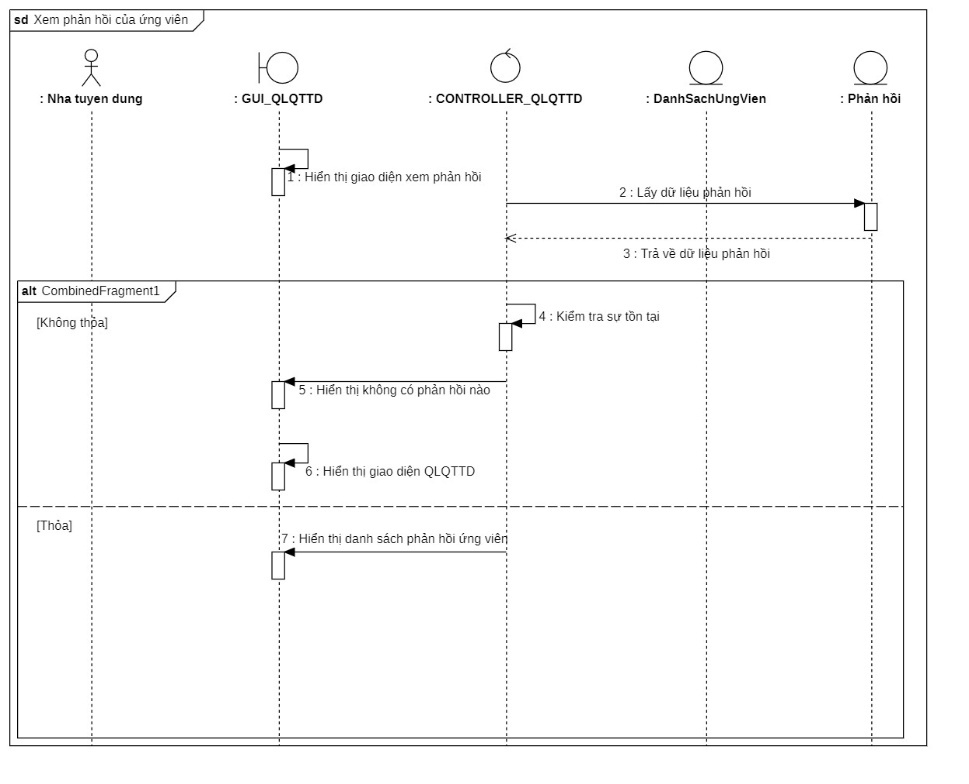 sd Xem phản hồi của ứng viên
: Nha tuyen dung
: GUI_QLQTTD
: CONTROLLER_QLQTTD
: DanhSachUngVien
: Phản hồi
1 : Hiển thị giao diện xem phản hồi
2 : Lấy dữ liệu phản hồi
3 : Trả về dữ liệu phản hồi
alt CombinedFragment1
[Không thỏa]
4 : Kiểm tra sự tồn tại
5 : Hiển thị không có phản hồi nào
6 : Hiển thị giao diện QLQTTD
[Thỏa]
7 : Hiển thị danh sách phản hồi ứng viên